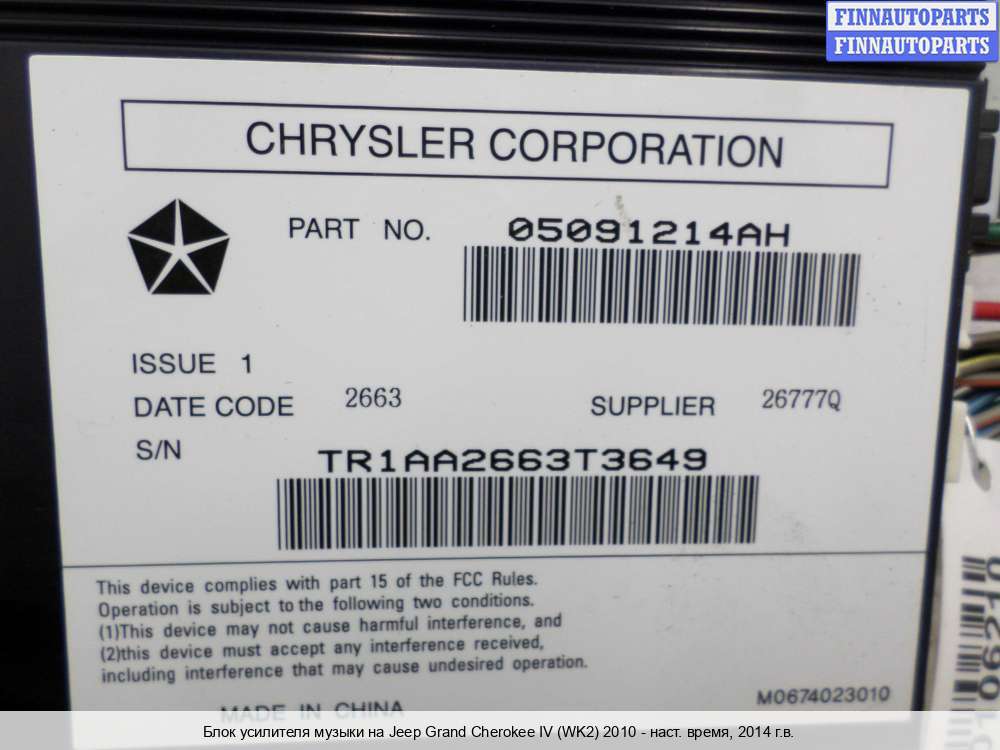 FINNAUTOPARTS
FINNAUTOPARTS
CHRYSLER CORPORATION
PART NO. 05091214AH
ISSUE 1
DATE CODE 2663 SUPPLIER 26777Q
S/N TR1AA2663T3649
This device complies with part 15 of the FCC Rules.
Operation is subject to the following two conditions.
(1)This device may not cause harmful interference, and
(2)this device must accept any interference received,
including interference that may cause undesired operation.
M0674023010
MADE IN CHINA
Блок усилителя музыки на Jeep Grand Cherokee IV (WK2) 2010 - наст. время, 2014 г.в.